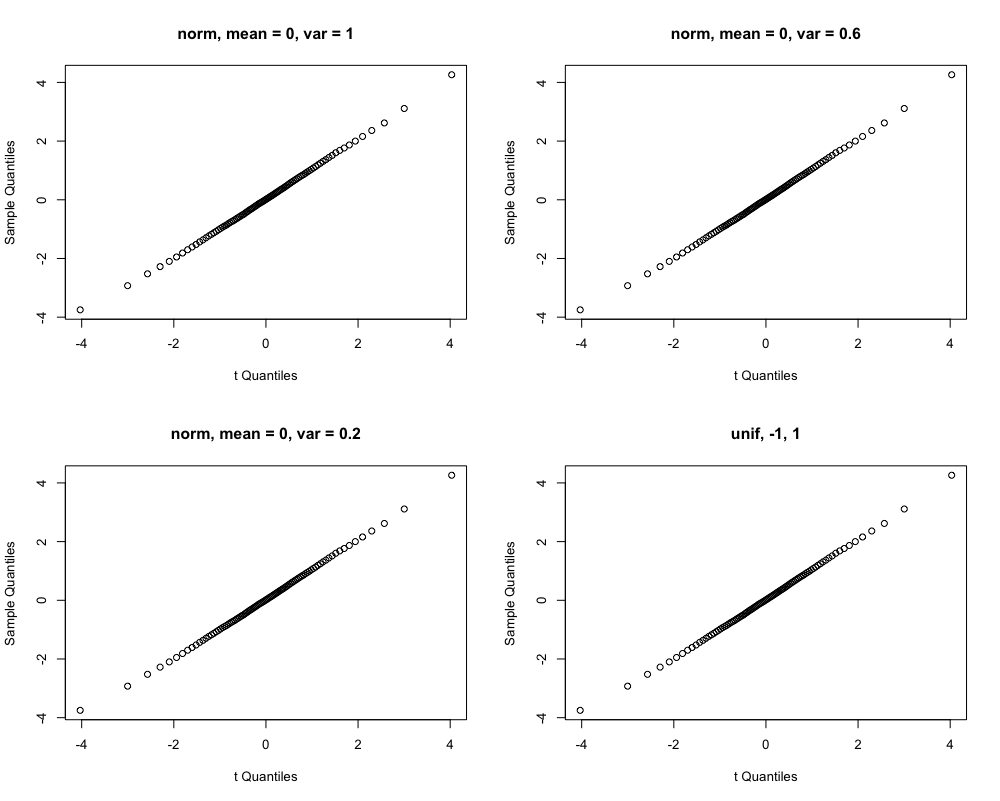 norm, mean = 0, var = 1
4
2
0
-2
-4
Sample Quantiles
-4 -2 0 2 4
t Quantiles
norm, mean = 0, var = 0.6
4
2
0
-2
-4
Sample Quantiles
-4 -2 0 2 4
t Quantiles
norm, mean = 0, var = 0.2
4
2
0
-2
-4
Sample Quantiles
-4 -2 0 2 4
t Quantiles
unif, -1, 1
4
2
0
-2
-4
Sample Quantiles
-4 -2 0 2 4
t Quantiles